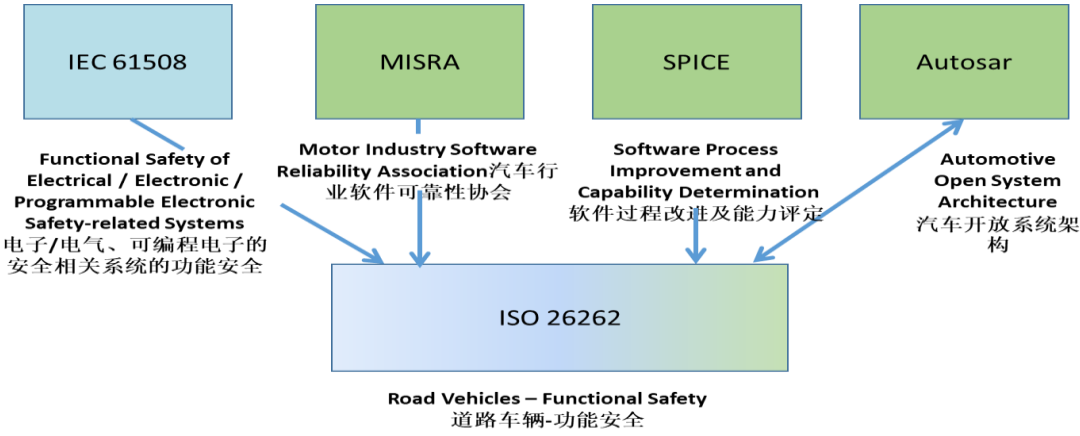 IEC 61508
MISRA
SPICE
Autosar
Functional Safety of
Electrical / Electronic /
Programmable Electronic
Safety-related Systems
电子/电气、可编程电子的
安全相关系统的功能安全
Motor Industry Software
Reliability Association汽车行
业软件可靠性协会
Software Process
Improvement and
Capability Determination
软件过程改进及能力评定
Automotive
Open System
Architecture
汽车开放系统架
构
ISO 26262
Road Vehicles – Functional Safety
道路车辆-功能安全